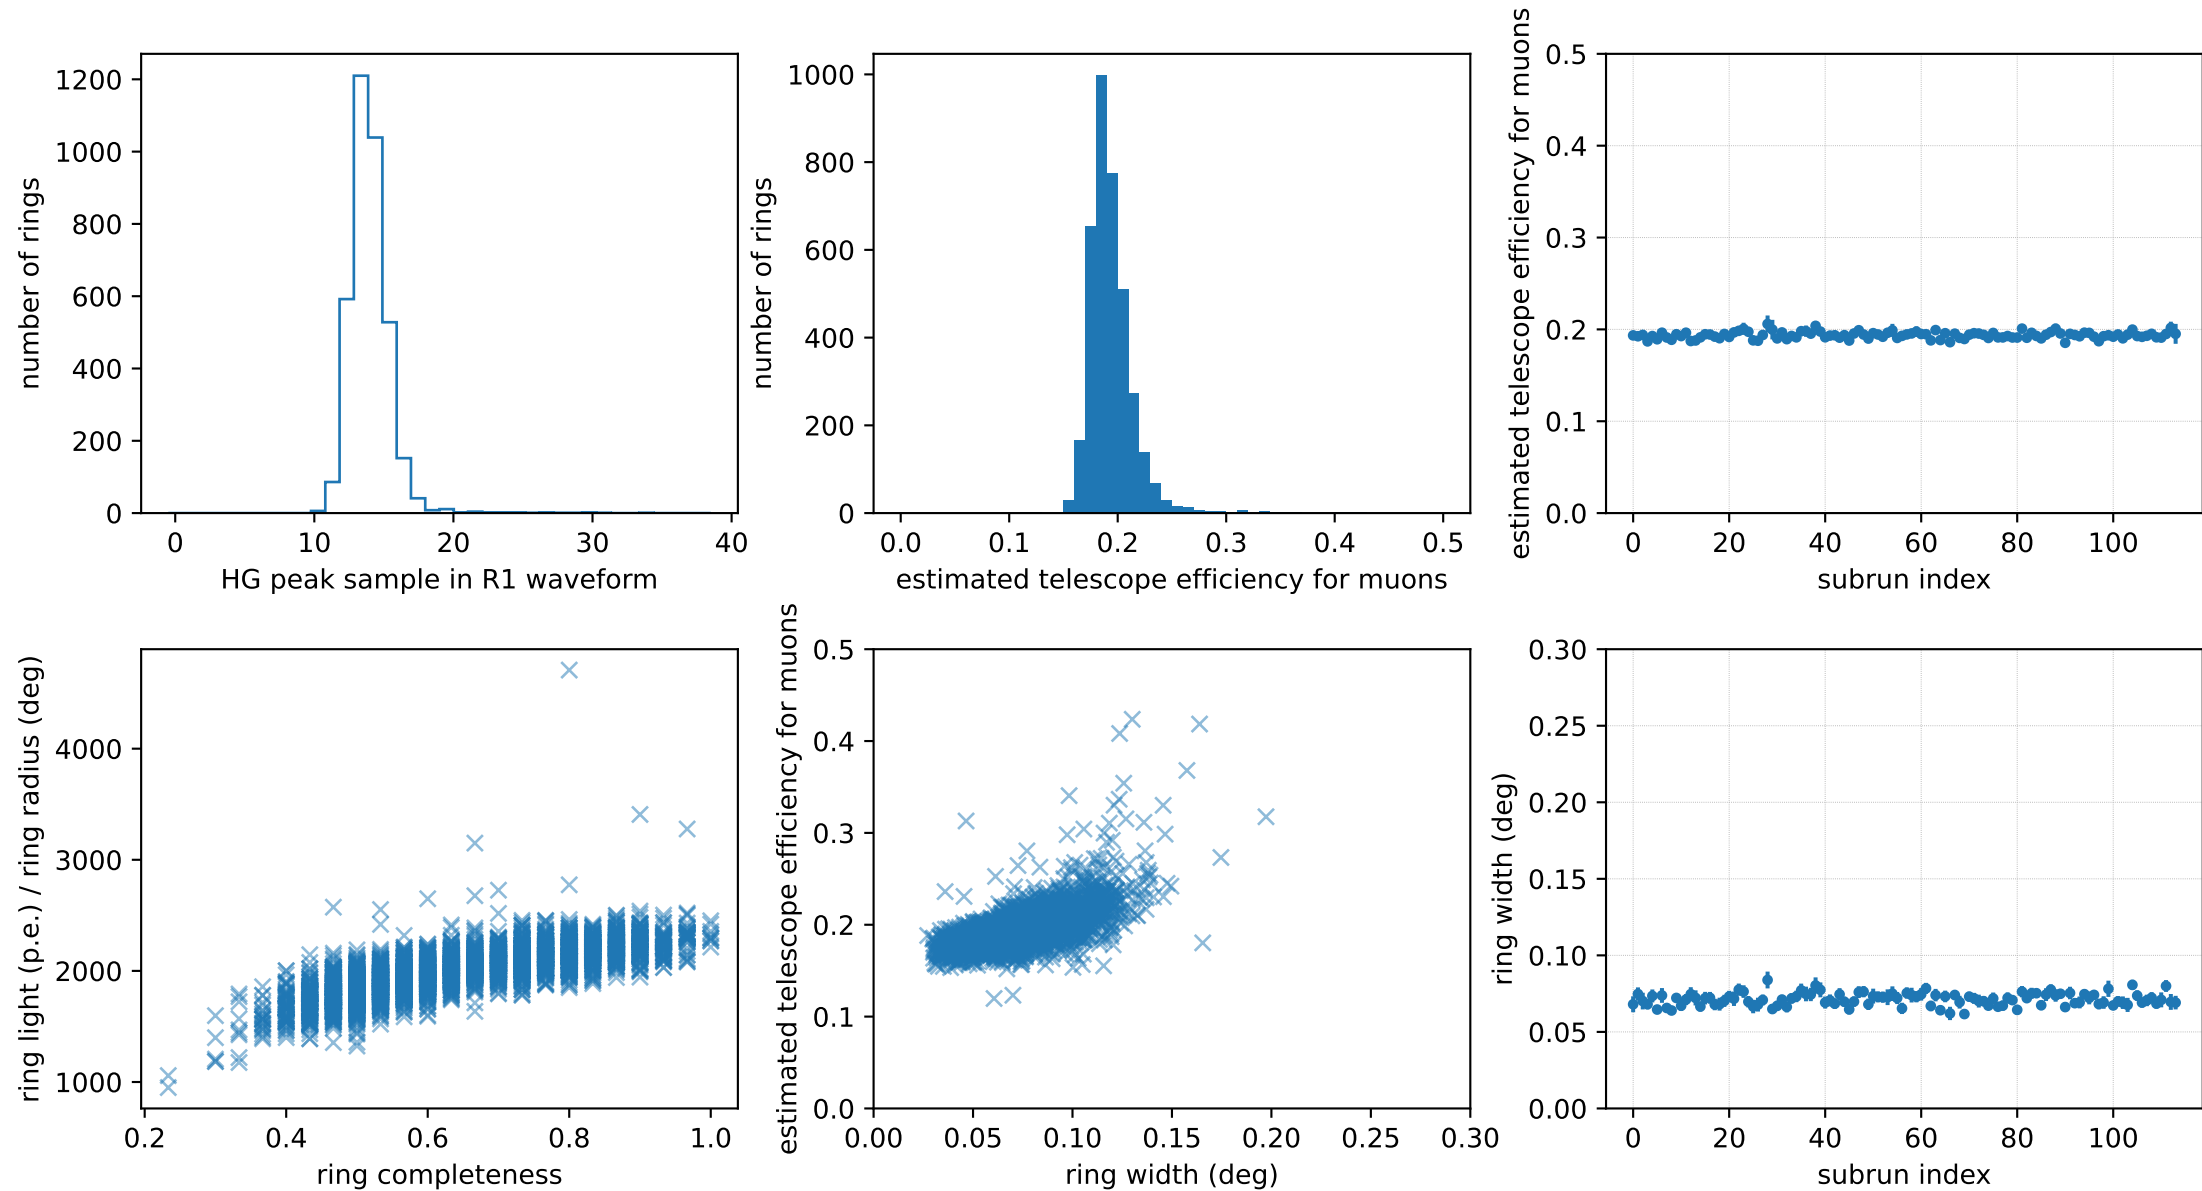 number of rings
1200
1000
800
600
400
200
0
0 10 20 30 40
HG peak sample in R1 waveform
number of rings
1000
800
600
400
200
0
0.0 0.1 0.2 0.3 0.4 0.5
estimated telescope efficiency for muons
estimated telescope efficiency for muons
0.5
0.4
0.3
0.2
0.1
0.0
0 20 40 60 80 100
subrun index
ring light (p.e.) / ring radius (deg)
4000
3000
2000
1000
0.2 0.4 0.6 0.8 1.0
ring completeness
estimated telescope efficiency for muons
0.5
0.4
0.3
0.2
0.1
0.0
0.00 0.05 0.10 0.15 0.20 0.25 0.30
ring width (deg)
ring width (deg)
0.30
0.25
0.20
0.15
0.10
0.05
0.00
0 20 40 60 80 100
subrun index